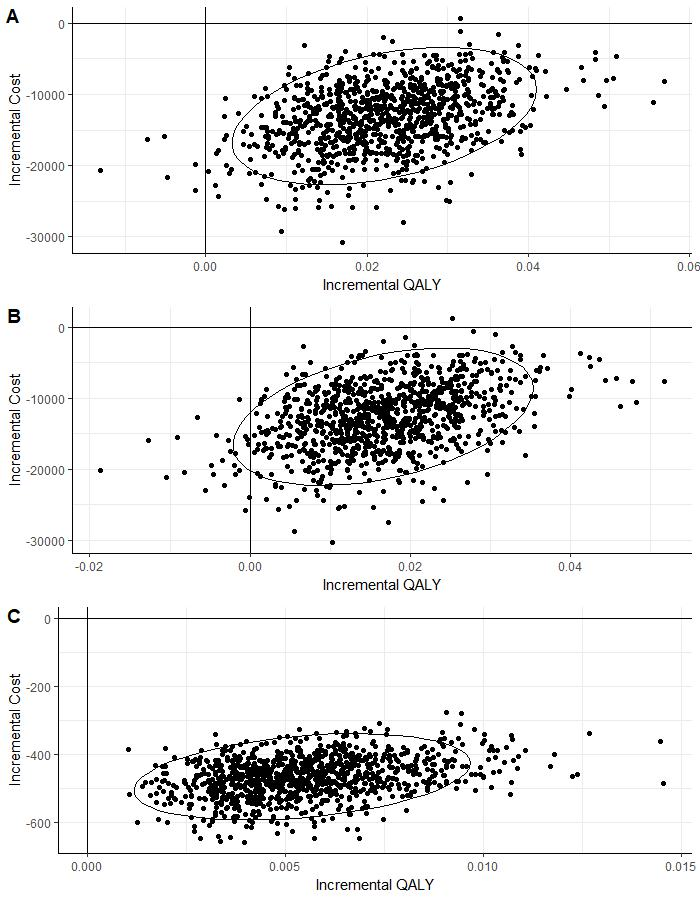 A
0
-10000
-20000
-30000
Incremental Cost
0.00 0.02 0.04 0.06
Incremental QALY
B
0
-10000
-20000
-30000
Incremental Cost
-0.02 0.00 0.02 0.04
Incremental QALY
C
0
-200
-400
-600
Incremental Cost
0.000 0.005 0.010 0.015
Incremental QALY